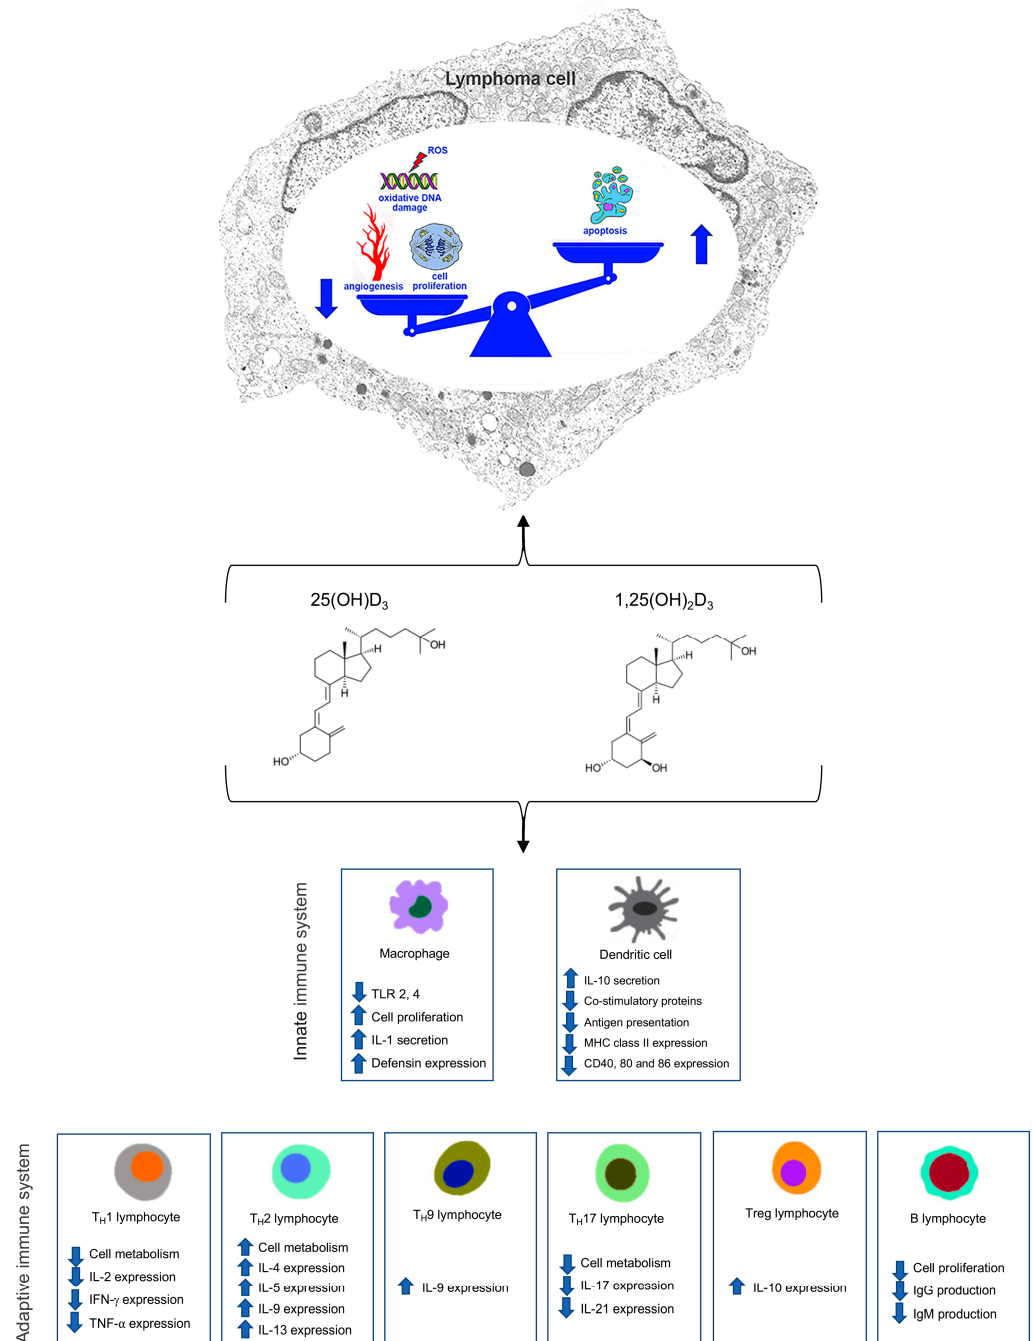 Lymphoma cell
ROS
oxidative DNA
damage
angiogenesis
cell
proliferation
apoptosis
25(OH)D3
1,25(OH)2D3
H
OH
H
HO
H
OH
H
HO
OH
Innate immune system
Macrophage
TLR 2, 4
Cell proliferation
IL-1 secretion
Defensin expression
Dendritic cell
IL-10 secretion
Co-stimulatory proteins
Antigen presentation
MHC class II expression
CD40, 80 and 86 expression
Adaptive immune system
TH1 lymphocyte
Cell metabolism
IL-2 expression
IFN-γ expression
TNF-α expression
TH2 lymphocyte
Cell metabolism
IL-4 expression
IL-5 expression
IL-9 expression
IL-13 expression
TH9 lymphocyte
IL-9 expression
TH17 lymphocyte
Cell metabolism
IL-17 expression
IL-21 expression
Treg lymphocyte
IL-10 expression
B lymphocyte
Cell proliferation
IgG production
IgM production